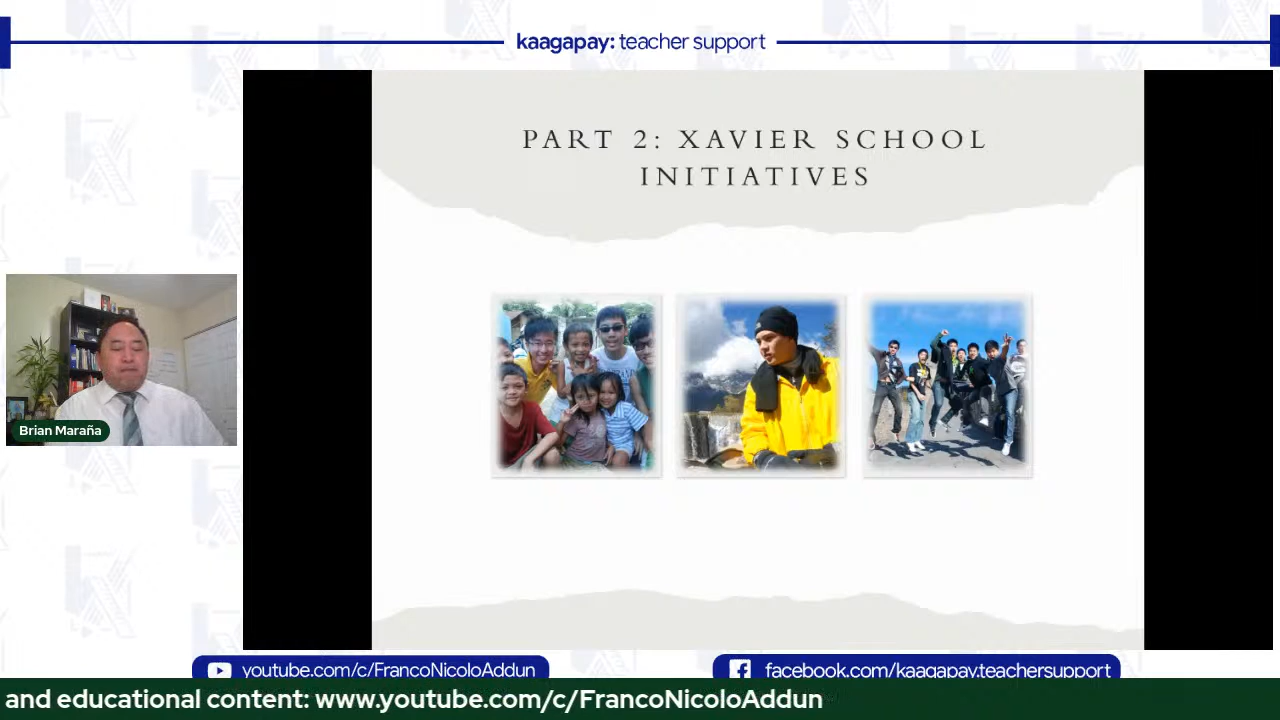 kaagapay: teacher support
PART 2: XAVIER SCHOOL
INITIATIVES
Brian Maraña
youtube.com/c/FrancoNicoloAddun
facebook.com/kaagapay.teachersupport
and educational content: www.youtube.com/c/FrancoNicoloAddun